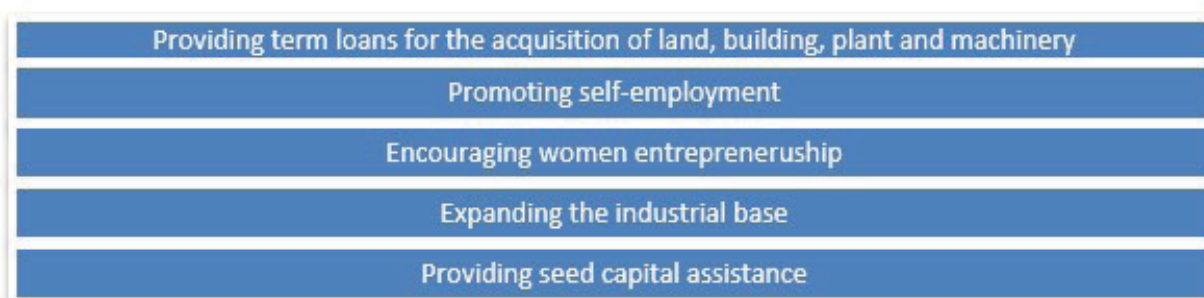 Providing term loans for the acquisition of land, building, plant and machinery
Promoting self-employment
Encouraging women entrepreneruship
Expanding the industrial base
Providing seed capital assistance